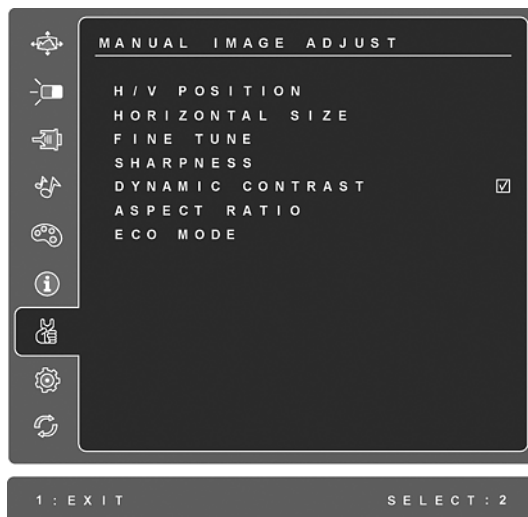 MANUAL IMAGE ADJUST
H/V POSITION
HORIZONTAL SIZE
FINE TUNE
SHARPNESS
DYNAMIC CONTRAST
ASPECT RATIO
ECO MODE
1:EXIT SELECT:2